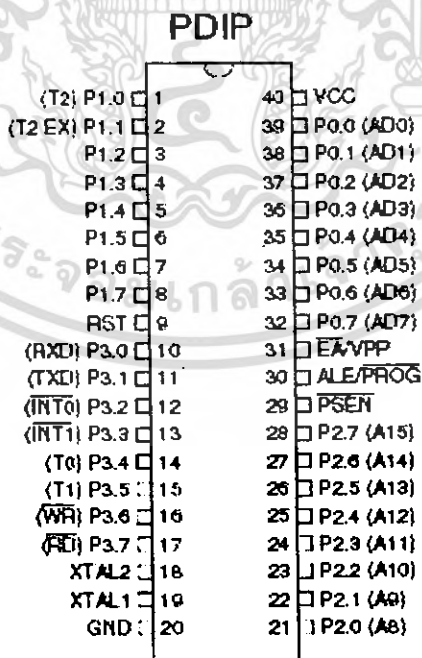 PDIP
(T2) P1.0 1 40 VCC
(T2 EX) P1.1 2 39 P0.0 (AD0)
P1.2 3 38 P0.1 (AD1)
P1.3 4 37 P0.2 (AD2)
P1.4 5 36 P0.3 (AD3)
P1.5 6 35 P0.4 (AD4)
P1.6 7 34 P0.5 (AD5)
P1.7 8 33 P0.6 (AD6)
RST 9 32 P0.7 (AD7)
(RXD) P3.0 10 31 EA/VPP
(TXD) P3.1 11 30 ALE/PROG
(INT0) P3.2 12 29 PSEN
(INT1) P3.3 13 28 P2.7 (A15)
(T0) P3.4 14 27 P2.6 (A14)
(T1) P3.5 15 26 P2.5 (A13)
(WR) P3.6 16 25 P2.4 (A12)
(RD) P3.7 17 24 P2.3 (A11)
XTAL2 18 23 P2.2 (A10)
XTAL1 19 22 P2.1 (A9)
GND 20 21 P2.0 (A8)